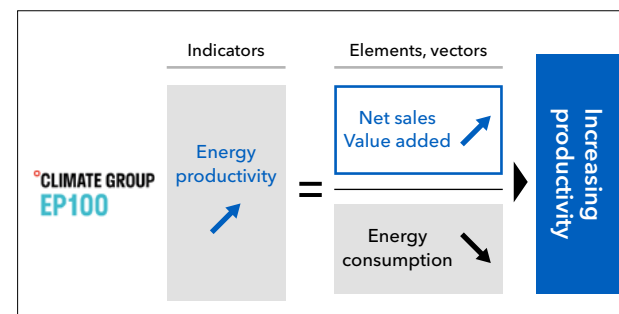 Indicators
Elements, vectors
°CLIMATE GROUP
EP100
Energy
productivity
=
Net sales
Value added
Energy
consumption
Increasing
productivity